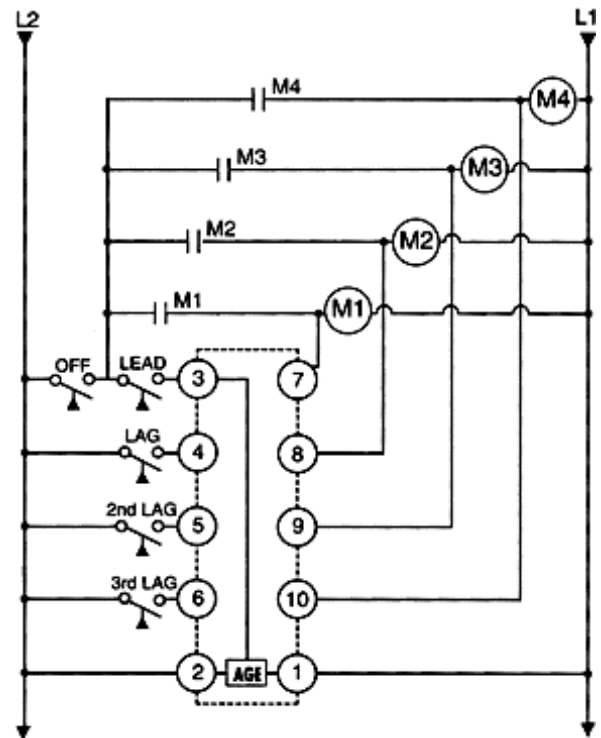 L2 L1
M4 M4
M3 M3
M2 M2
M1 M1
OFF LEAD 3 7
LAG 4 8
2nd LAG 5 9
3rd LAG 6 10
2 AGE 1